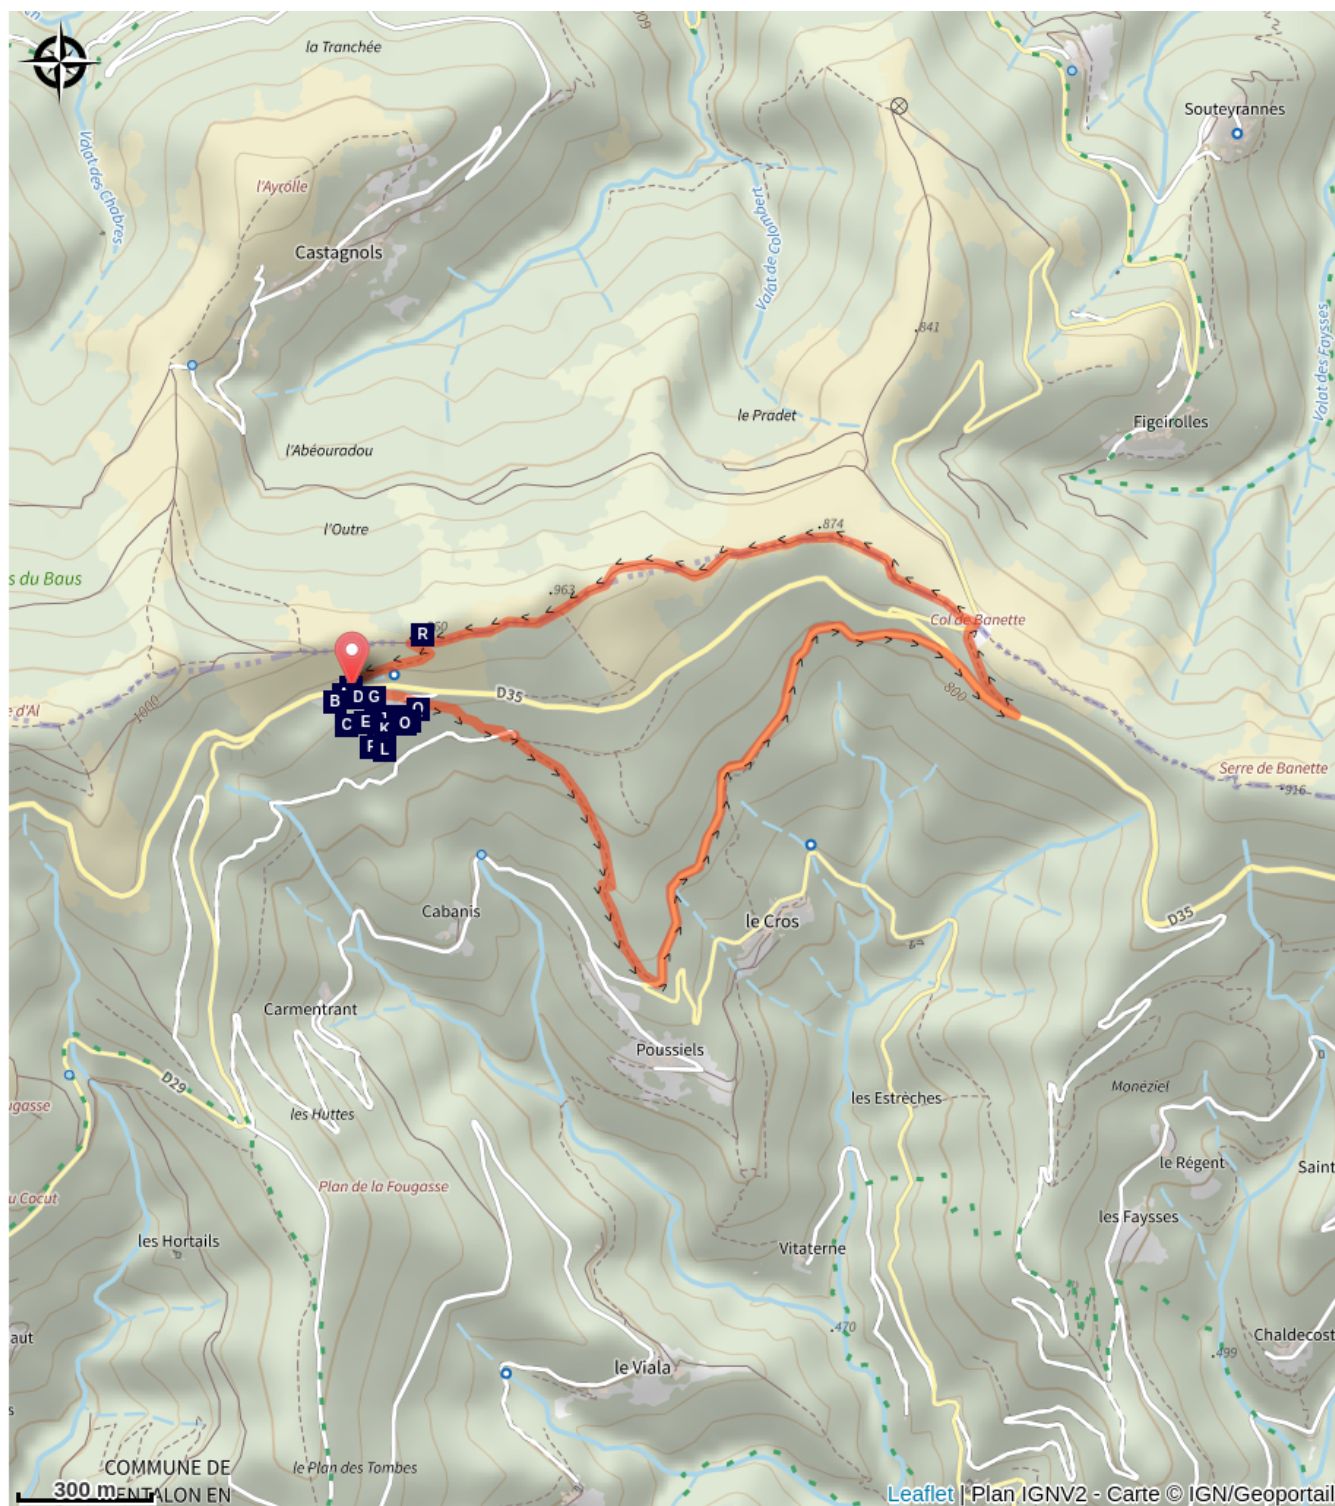 la Tranchée
909
Souteyrannes
Valat des Chabres
l'Ayrolle
Castagnols
Valat de Colombert
Valat des Faysses
.841
le Pradet
Figeirolles
l'Abéouradou
l'Outre
.874
s du Baus
.963
Col de Banette
R
D35
800
e d'Al
1000
B
D
G
C
E
K
O
L
Serre de Banette
916
Cabanis
le Cros
D35
Carmentrant
Poussiels
D29
les Huttes
les Estrèches
Monéziel
ugasse
le Régent
Saint
Plan de la Fougasse
u Cocut
les Faysses
les Hortails
Vitaterne
.470
aut
Chaldecost
.499
le Viala
s
COMMUNE DE
le Plan des Tombes
300 m
ENTALON EN
Leaflet | Plan IGNV2 - Carte © IGN/Geoportail